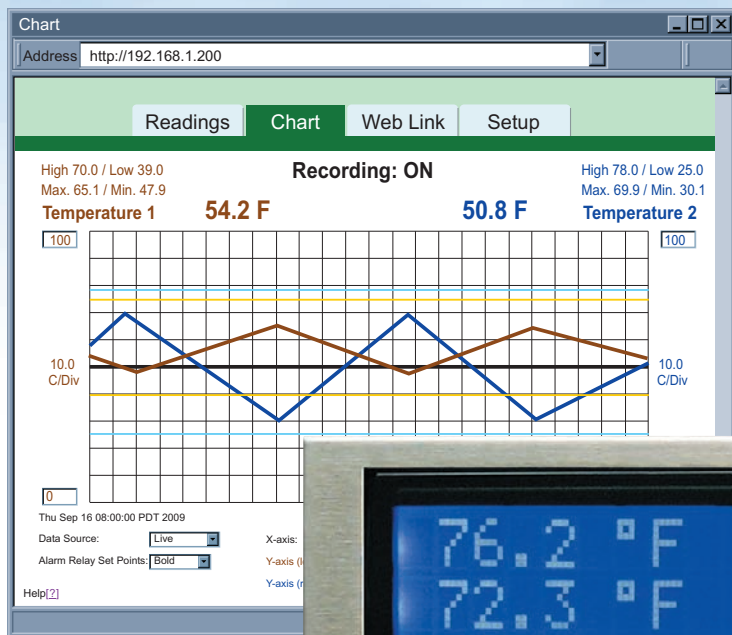 Chart
Address http://192.168.1.200
Readings Chart Web Link Setup
High 70.0 / Low 39.0 Recording: ON High 78.0 / Low 25.0
Max. 65.1 / Min. 47.9 Max. 69.9 / Min. 30.1
Temperature 1 54.2 F 50.8 F Temperature 2
100 100
10.0 10.0
C/Div C/Div
0
Thu Sep 16 08:00:00 PDT 2009
Data Source: Live X-axis:
Alarm Relay Set Points: Bold Y-axis
Y-axis
Help[?]
76.2 °F
72.3 °F